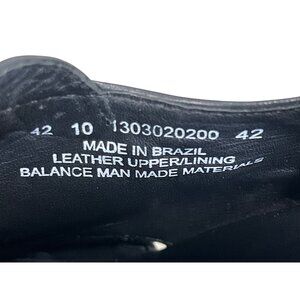 42 10 1303020200 42
MADE IN BRAZIL
LEATHER UPPER/LINING
BALANCE MAN MADE MATERIALS